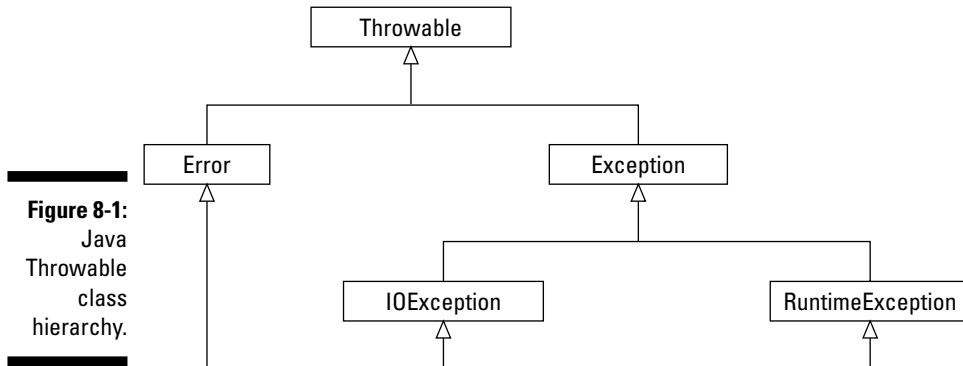 Throwable
Error
Exception
Figure 8-1:
Java
Throwable
class
hierarchy.
IOException
RuntimeException